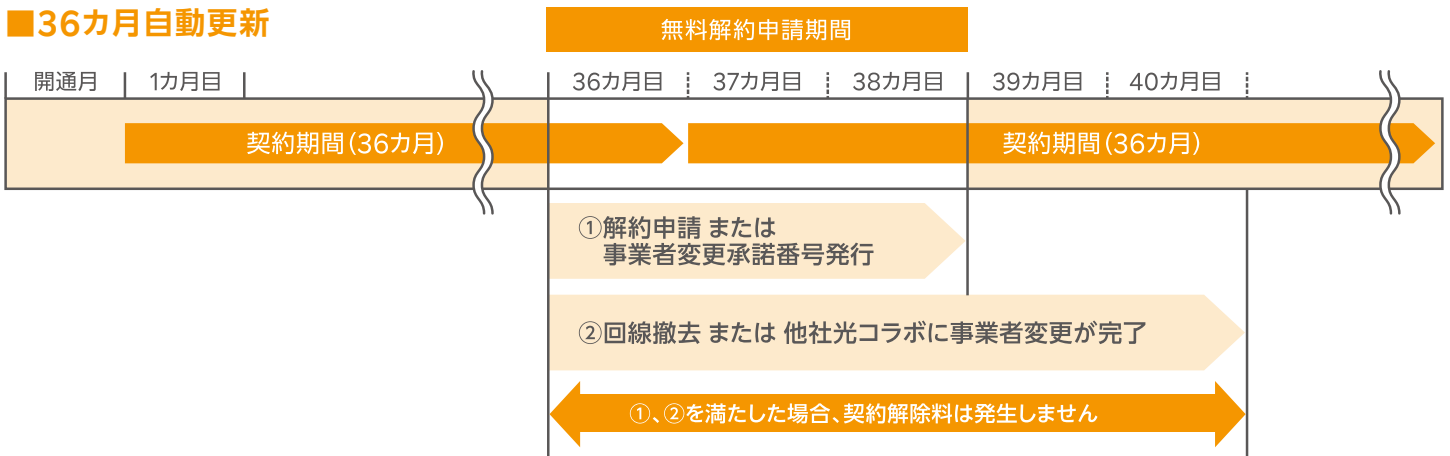 ■36カ月自動更新
無料解約申請期間
開通月 1カ月目 36カ月目 37カ月目 38カ月目 39カ月目 40カ月目
契約期間(36カ月) 契約期間(36カ月)
①解約申請 または
事業者変更承諾番号発行
②回線撤去 または 他社光コラボに事業者変更が完了
①、②を満たした場合、契約解除料は発生しません